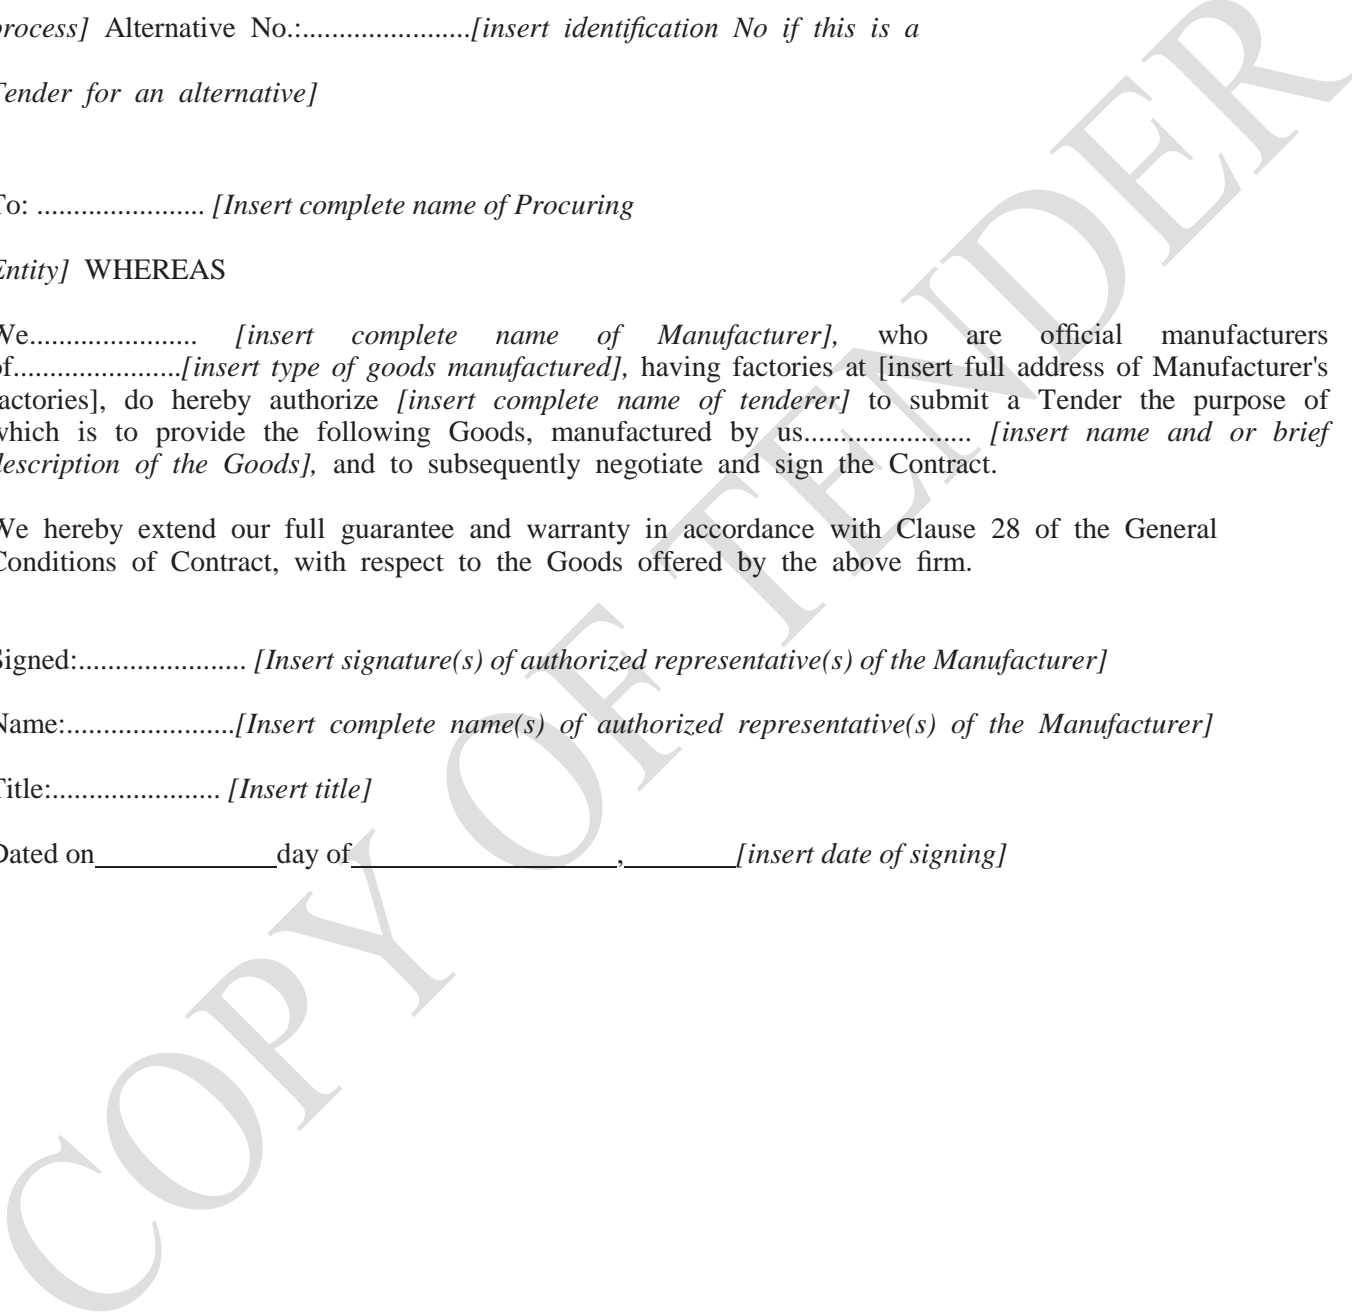 process] Alternative No.:.......................[insert identification No if this is a
Tender for an alternative]
To: ....................... [Insert complete name of Procuring
Entity] WHEREAS
We....................... [insert complete name of Manufacturer], who are official manufacturers
of.......................[insert type of goods manufactured], having factories at [insert full address of Manufacturer's
factories], do hereby authorize [insert complete name of tenderer] to submit a Tender the purpose of
which is to provide the following Goods, manufactured by us....................... [insert name and or brief
description of the Goods], and to subsequently negotiate and sign the Contract.
We hereby extend our full guarantee and warranty in accordance with Clause 28 of the General
Conditions of Contract, with respect to the Goods offered by the above firm.
Signed:....................... [Insert signature(s) of authorized representative(s) of the Manufacturer]
Name:.......................[Insert complete name(s) of authorized representative(s) of the Manufacturer]
Title:....................... [Insert title]
Dated on_____________day of___________________,________[insert date of signing]
COPY OF TENDER